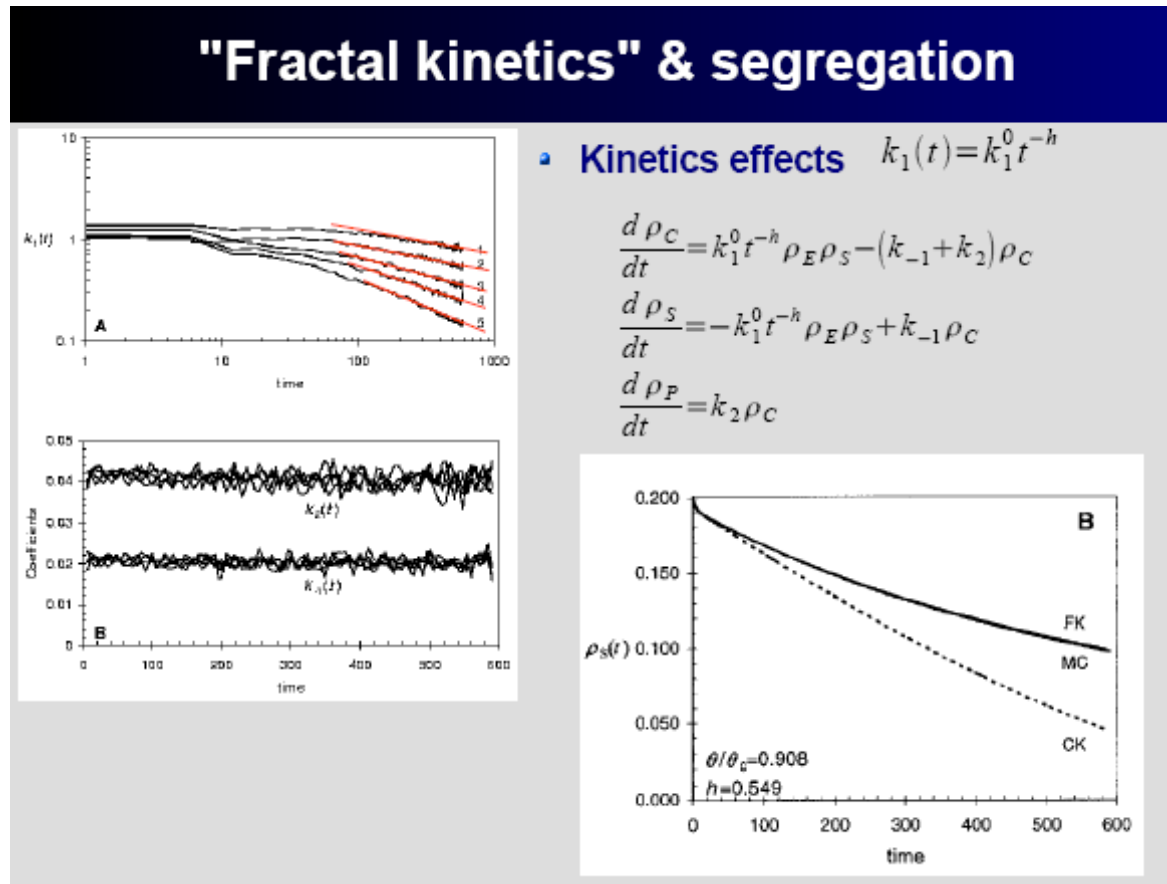 "Fractal kinetics" & segregation
10
k₁(t)
1
0.1
A
1
2
3
4
5
1 10 100 1000
time
0.05
0.04
0.03
0.02
0.01
0
Coefficients
k₂(t)
k₋₁(t)
B
0 100 200 300 400 500 600
time
Kinetics effects k₁(t)=k₁⁰t⁻ʰ
dρ_C/dt=k₁⁰t⁻ʰρ_Eρ_S−(k₋₁+k₂)ρ_C
dρ_S/dt=−k₁⁰t⁻ʰρ_Eρ_S+k₋₁ρ_C
dρ_P/dt=k₂ρ_C
0.200
0.150
ρ_S(t) 0.100
0.050
0.000
B
FK
MC
CK
θ/θ_c=0.908
h=0.549
0 100 200 300 400 500 600
time